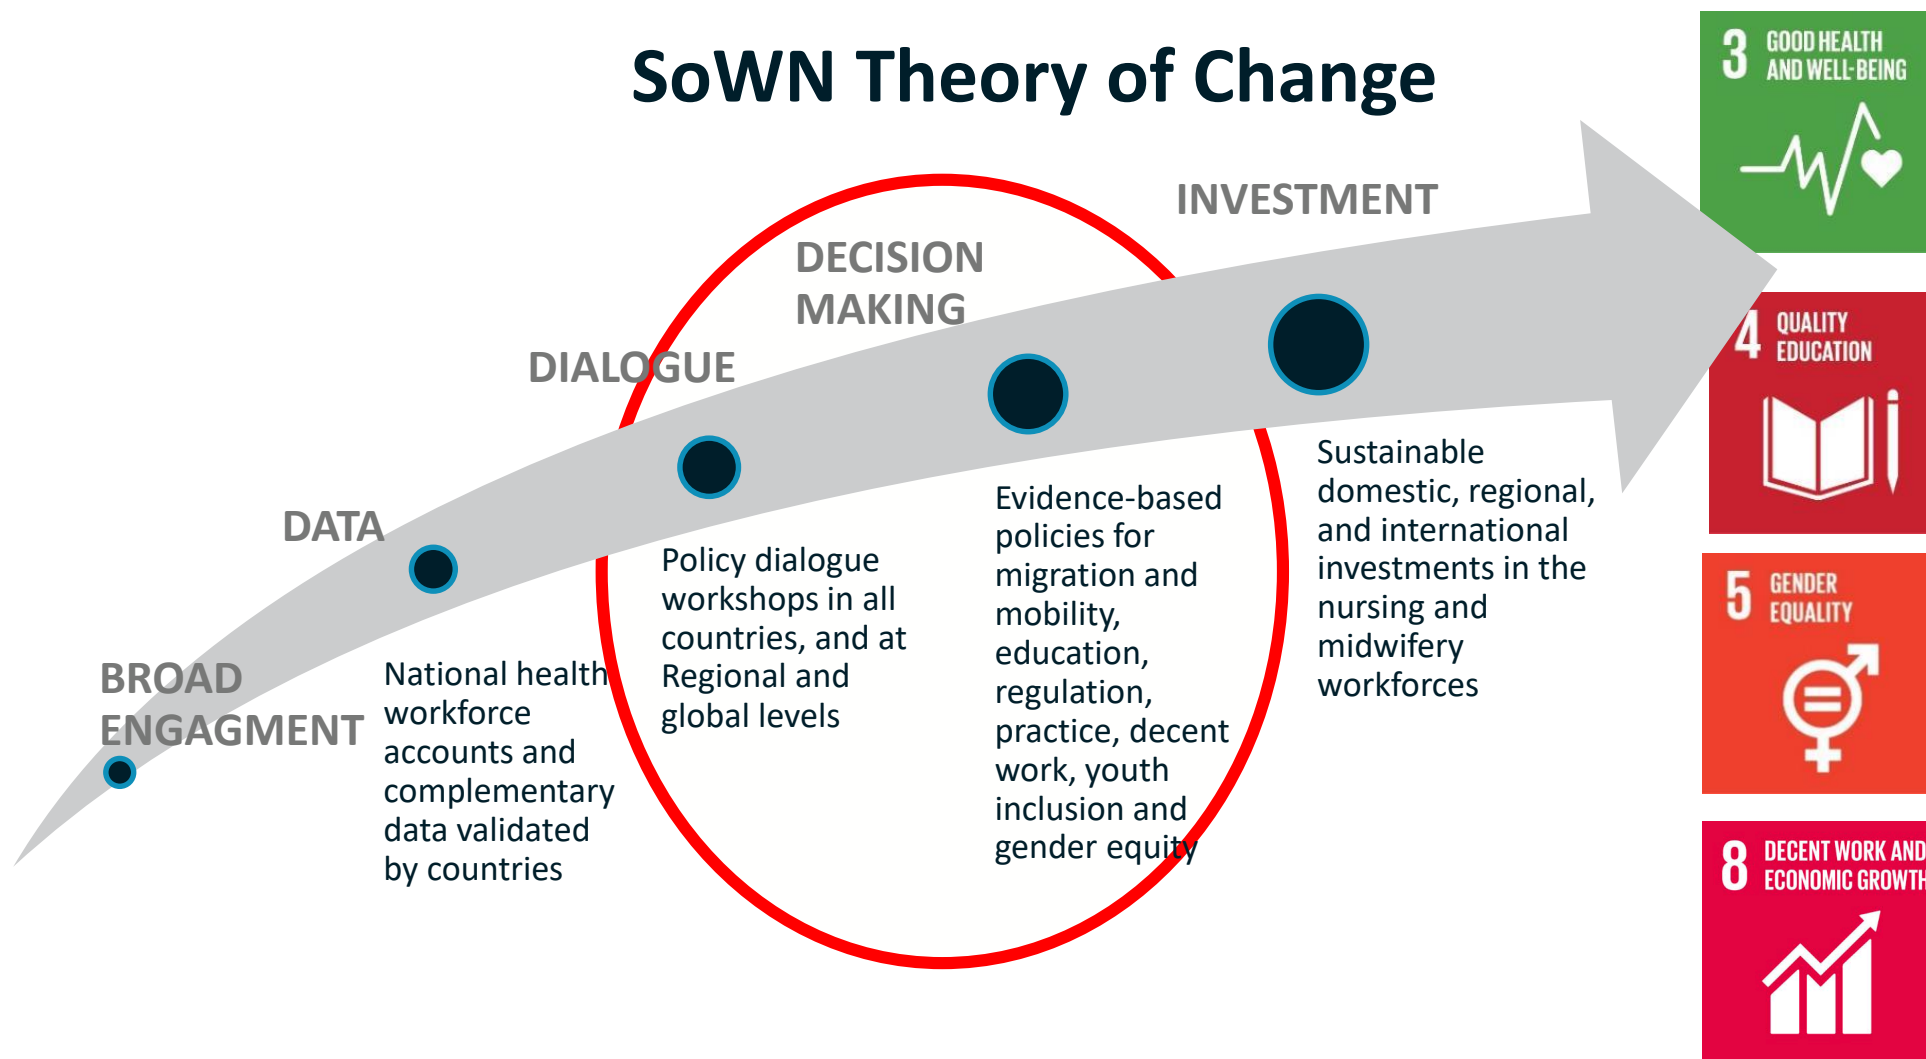 SoWN Theory of Change
BROAD
ENGAGMENT
DATA
National health
workforce
accounts and
complementary
data validated
by countries
DIALOGUE
Policy dialogue
workshops in all
countries, and at
Regional and
global levels
DECISION
MAKING
Evidence-based
policies for
migration and
mobility,
education,
regulation,
practice, decent
work, youth
inclusion and
gender equity
INVESTMENT
Sustainable
domestic, regional,
and international
investments in the
nursing and
midwifery
workforces
3 GOOD HEALTH
AND WELL-BEING
4 QUALITY
EDUCATION
5 GENDER
EQUALITY
8 DECENT WORK AND
ECONOMIC GROWTH